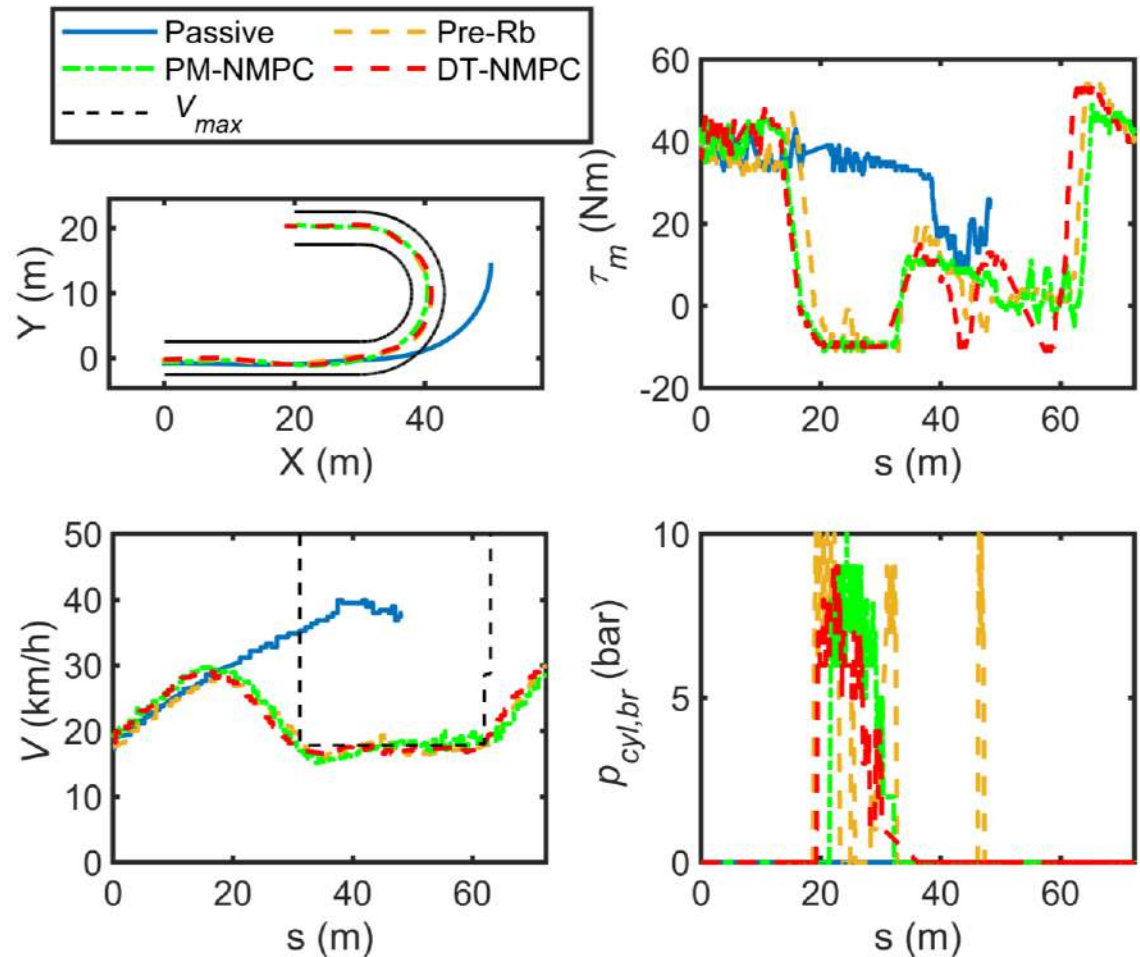 Passive Pre-Rb
PM-NMPC DT-NMPC
V_max
20
10
0
Y (m)
0 20 40
X (m)
60
40
20
0
-20
τ_m (Nm)
0 20 40 60
s (m)
50
40
30
20
10
0
V (km/h)
0 20 40 60
s (m)
10
5
0
p_cyl,br (bar)
0 20 40 60
s (m)